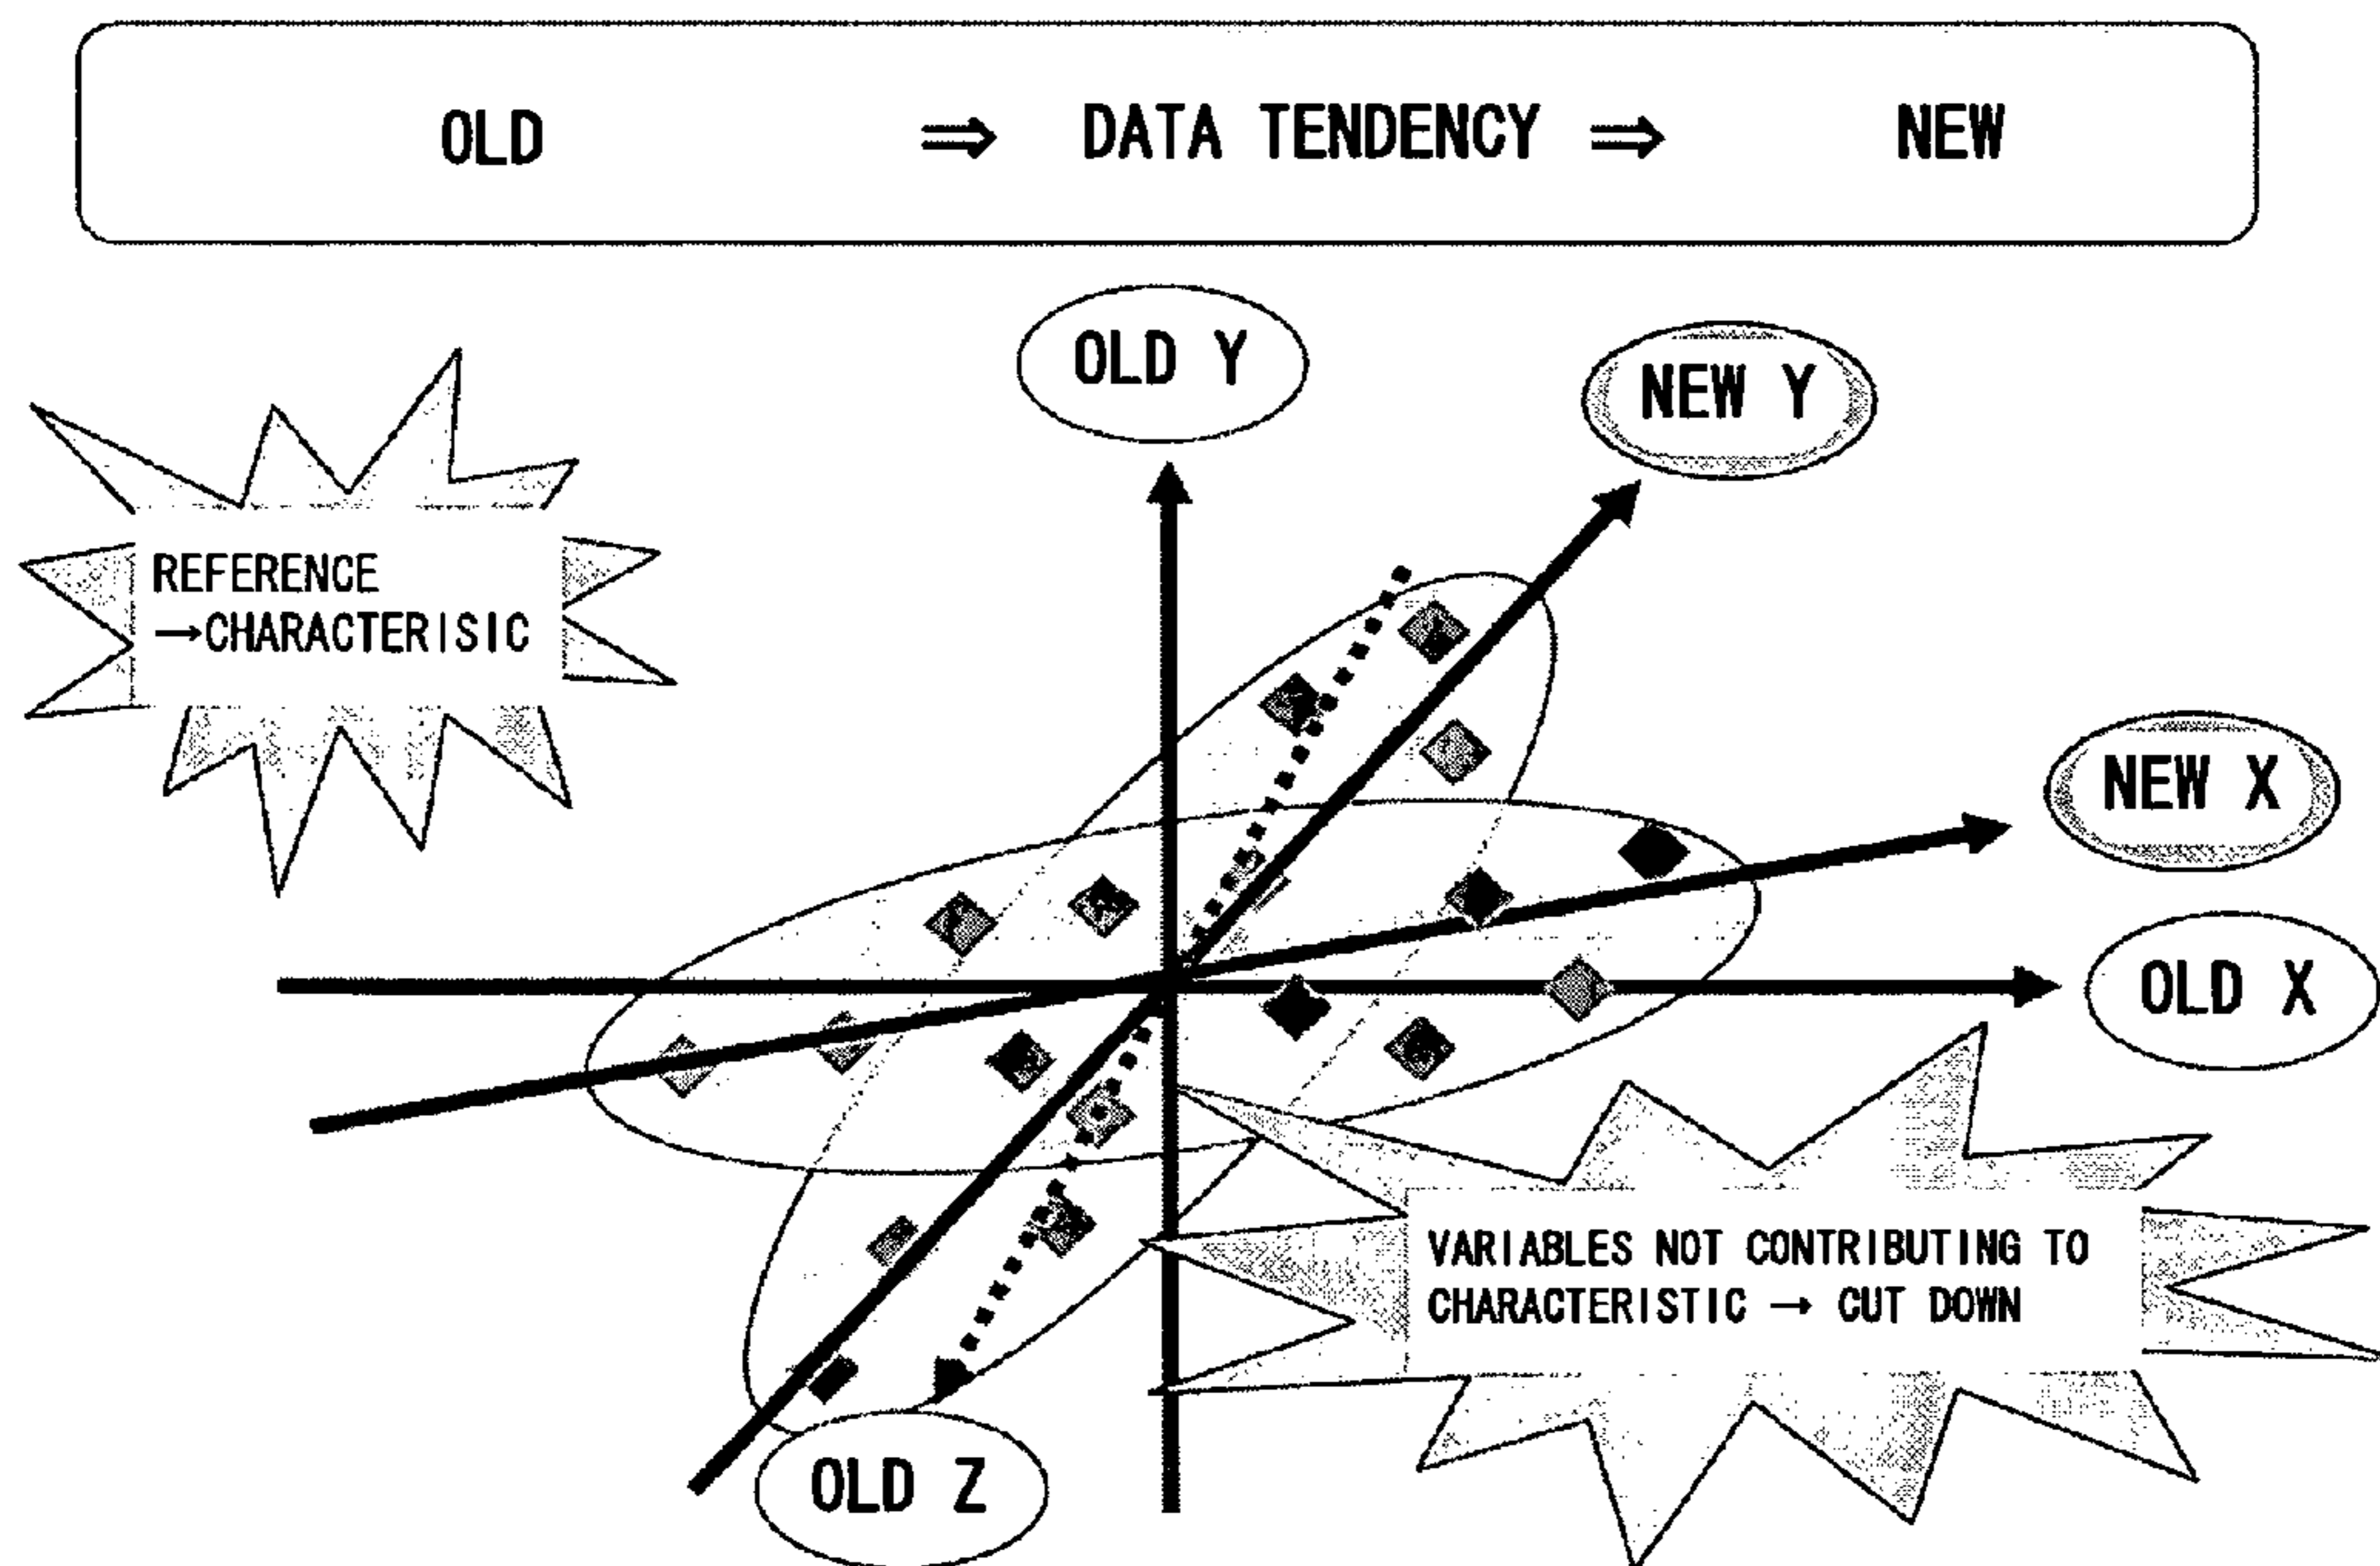 OLD ⇒ DATA TENDENCY ⇒ NEW
OLD Y
NEW Y
REFERENCE
→CHARACTERISIC
NEW X
OLD X
VARIABLES NOT CONTRIBUTING TO
CHARACTERISTIC → CUT DOWN
OLD Z